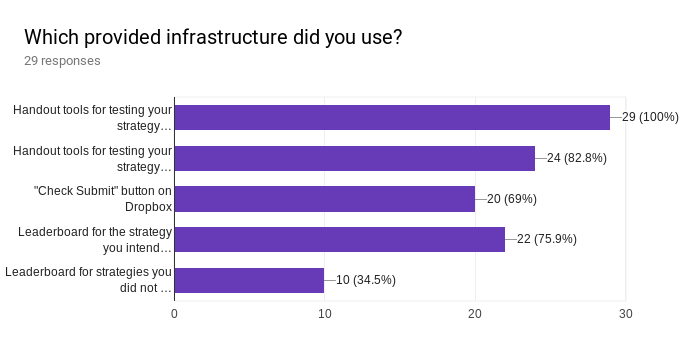 Which provided infrastructure did you use?
29 responses
Handout tools for testing your
strategy…
29 (100%)
Handout tools for testing your
strategy…
24 (82.8%)
"Check Submit" button on
Dropbox
20 (69%)
Leaderboard for the strategy
you intend…
22 (75.9%)
Leaderboard for strategies you
did not …
10 (34.5%)
0 10 20 30